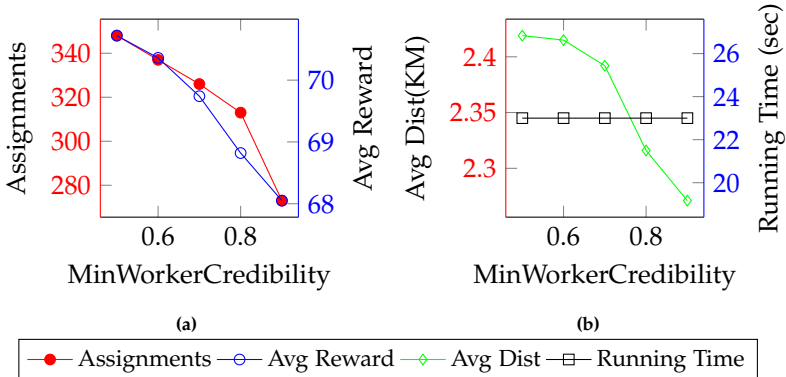 Assignments
340
320
300
280
70
69
68
Avg Reward
0.6
0.8
MinWorkerCredibility
(a)
Avg Dist(KM)
2.4
2.35
2.3
26
24
22
20
Running Time (sec)
0.6
0.8
MinWorkerCredibility
(b)
Assignments Avg Reward Avg Dist Running Time